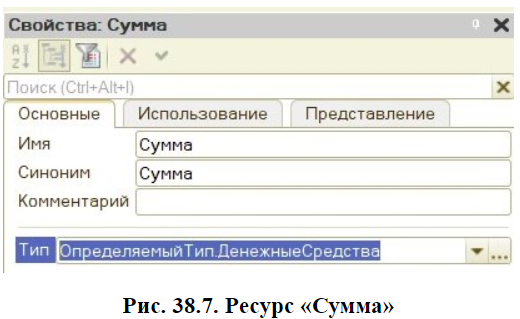 Свойства: Сумма
Поиск (Ctrl+Alt+I)
Основные Использование Представление
Имя Сумма
Синоним Сумма
Комментарий
Тип ОпределяемыйТип.ДенежныеСредства
Рис. 38.7. Ресурс «Сумма»